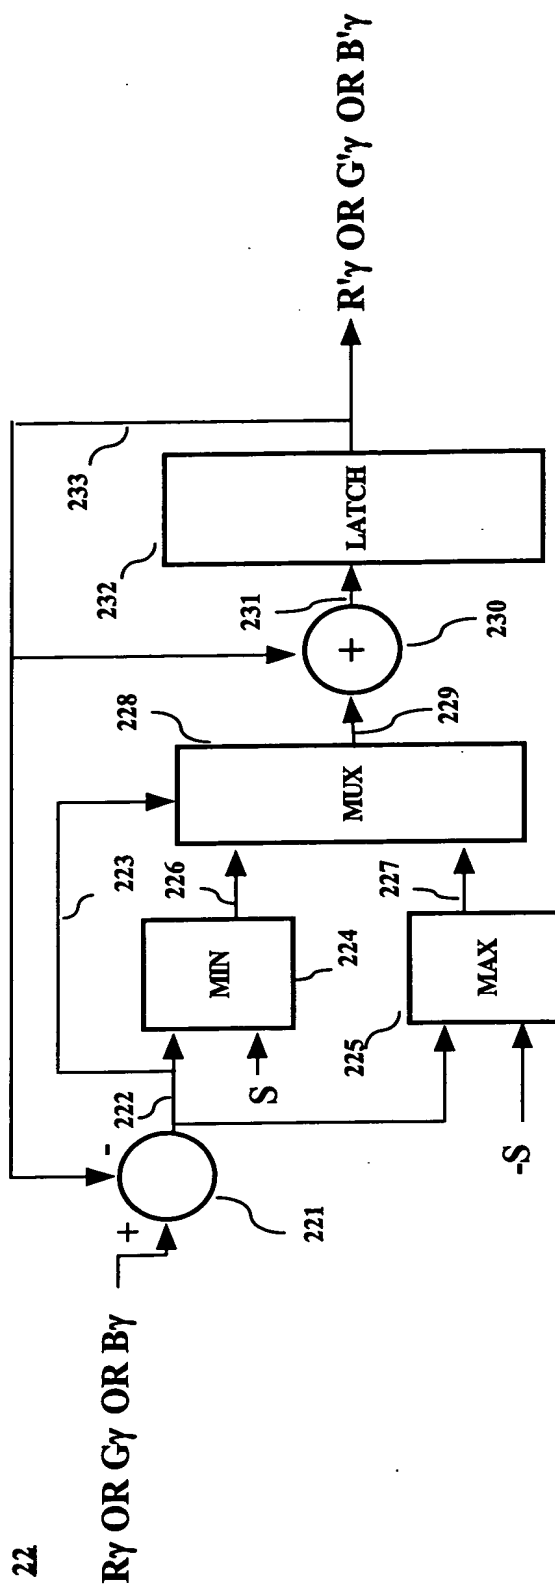 22
Rγ OR Gγ OR Bγ
+
-
221
222
223
S
-S
MIN
224
225
MAX
226
227
228
MUX
229
+
230
231
232
LATCH
233
R'γ OR G'γ OR B'γ